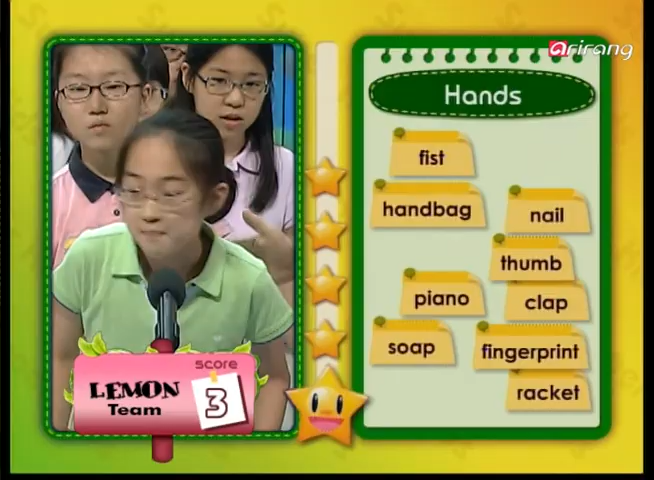 arirang
Hands
fist
handbag
nail
thumb
piano
clap
soap
fingerprint
racket
LEMON
Team
score
3